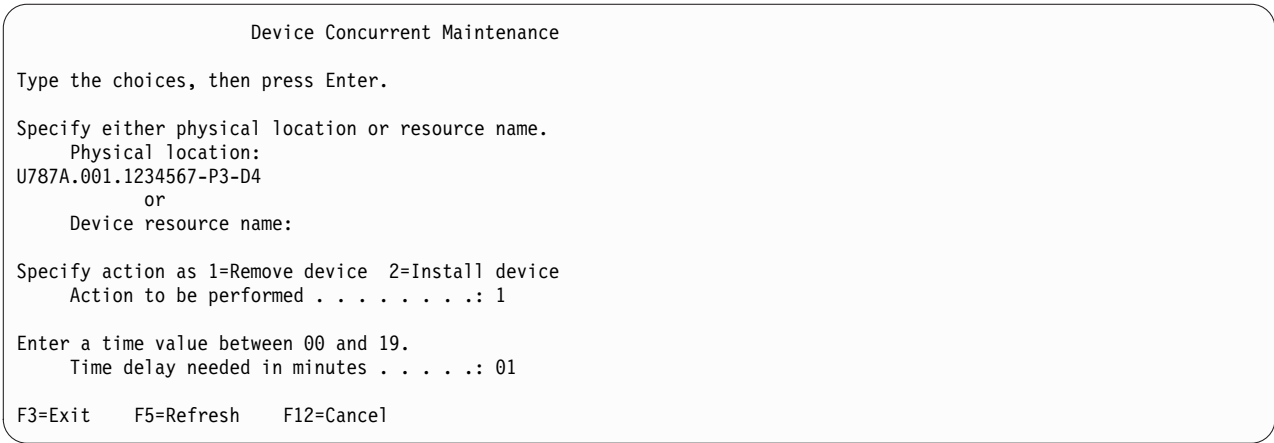 Device Concurrent Maintenance
Type the choices, then press Enter.
Specify either physical location or resource name.
Physical location:
U787A.001.1234567-P3-D4
or
Device resource name:
Specify action as 1=Remove device 2=Install device
Action to be performed . . . . . . . .: 1
Enter a time value between 00 and 19.
Time delay needed in minutes . . . . .: 01
F3=Exit F5=Refresh F12=Cancel